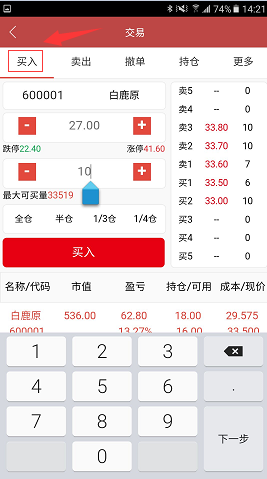 74% 14:21
交易
买入 卖出 撤单 持仓 更多
600001 白鹿原
- 27.00 +
跌停22.40 涨停41.60
- 10 +
最大可买量33519
全仓 半仓 1/3仓 1/4仓
买入
卖5 -- 0
卖4 -- 0
卖3 33.80 10
卖2 33.70 10
卖1 33.60 7
买1 33.50 6
买2 33.00 10
买3 -- 0
买4 -- 0
买5 -- 0
名称/代码 市值 盈亏 持仓/可用 成本/现价
白鹿原 536.00 62.80 18.00 29.575
600001 13.27% 16.00 33.500
1 2 3
4 5 6 .
7 8 9 下一步
0